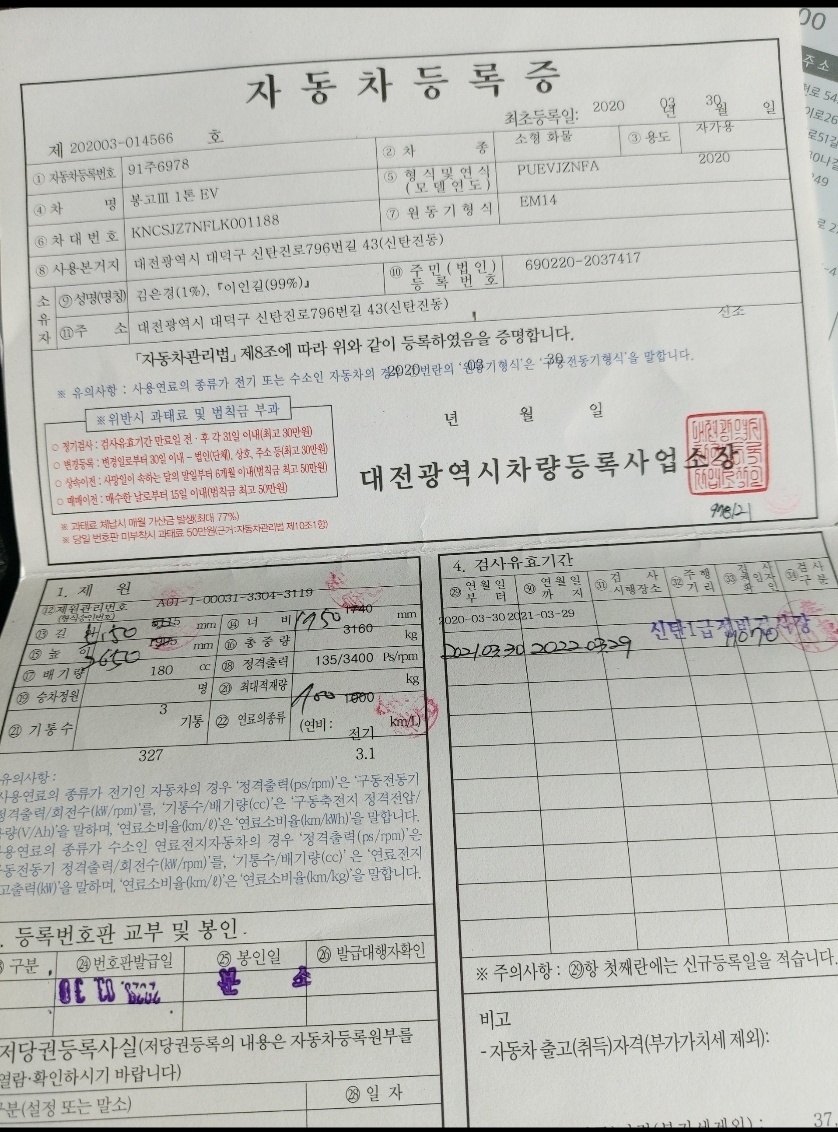 자동차등록증
제 202003-014566 호
최초등록일: 2020 년 03 월 30 일
① 자동차등록번호 91주6978 ② 차 종 소형 화물 ③ 용도 자가용
④ 차 명 봉고Ⅲ 1톤 EV ⑤ 형식 및 연식 (모델연도) PUEVJZNFA 2020
⑥ 차대번호 KNCSJZ7NFLK001188 ⑦ 원동기형식 EM14
⑧ 사용본거지 대전광역시 대덕구 신탄진로796번길 43(신탄진동)
소유자 ⑨ 성명(명칭) 김은경(1%), 『이인길(99%)』 ⑩ 주민(법인)등록번호 690220-2037417
⑪ 주 소 대전광역시 대덕구 신탄진로796번길 43(신탄진동)
신조
「자동차관리법」 제8조에 따라 위와 같이 등록하였음을 증명합니다.
※ 유의사항 : 사용연료의 종류가 전기 또는 수소인 자동차의 경우 '원동기형식'은 '구동전동기형식'을 말합니다.
2020 년 03 월 30 일
※위반시 과태료 및 범칙금 부과
○ 정기검사 : 검사유효기간 만료일 전·후 각 31일 이내(최고 30만원)
○ 변경등록 : 변경일로부터 30일 이내 - 법인(단체), 상호, 주소 등(최고 30만원)
○ 상속이전 : 사망일이 속하는 달의 말일부터 6개월 이내(범칙금 최고 50만원)
○ 매매이전 : 매수한 날로부터 15일 이내(범칙금 최고 50만원)
※ 과태료 체납시 매월 가산금 발생(최대 77%)
※ 당일 번호판 미부착시 과태료 50만원(근거:자동차관리법 제10조1항)
대전광역시차량등록사업소장
1. 제 원
⑫ 제원관리번호 (형식승인번호) A01-1-00031-3304-3119
⑬ 길 이 5115 mm ⑭ 너 비 1750 1740 mm
⑮ 높 이 mm ⑯ 총중량 3650 3160 kg
⑰ 배기량 180 cc ⑱ 정격출력 135/3400 Ps/rpm
⑲ 승차정원 3 명 ⑳ 최대적재량 1000 kg
㉑ 기통수 327 기통 ㉒ 연료의종류 전기 (연비: 3.1 km/L)
유의사항 :
사용연료의 종류가 전기인 자동차의 경우 '정격출력(ps/rpm)'은 '구동전동기
정격출력/회전수(kW/rpm)'를, '기통수/배기량(cc)'은 '구동축전지 정격전압/
량(V/Ah)'을 말하며, '연료소비율(km/ℓ)'은 '연료소비율(km/kWh)'을 말합니다.
용연료의 종류가 수소인 연료전지자동차의 경우 '정격출력(ps/rpm)'은
동전동기 정격출력/회전수(kW/rpm)'를, '기통수/배기량(cc)' 은 '연료전지
고출력(kW)'을 말하며, '연료소비율(km/ℓ)'은 '연료소비율(km/kg)'을 말합니다.
. 등록번호판 교부 및 봉인
구분 ㉔ 번호판발급일 ㉕ 봉인일 ㉖ 발급대행자확인
2020. 03. 30
저당권등록사실(저당권등록의 내용은 자동차등록원부를
열람·확인하시기 바랍니다)
구분(설정 또는 말소) ㉘ 일 자
4. 검사유효기간
㉙ 연월일부터 ㉚ 연월일까지 ㉛ 검사시행장소 ㉜ 주행거리 ㉝ 검사책임자확인 ㉞ 검사구분
2020-03-30 2021-03-29
2021.03.30 2022.03.29
※ 주의사항 : ㉙항 첫째란에는 신규등록일을 적습니다.
비고
- 자동차 출고(취득)자격(부가가치세 제외):
37.
00
주 소